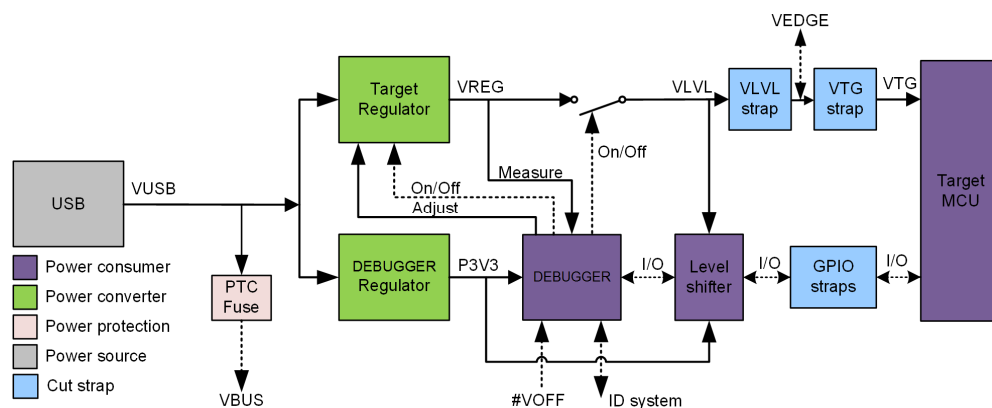 VEDGE
Target
Regulator
VREG
VLVL
VLVL
strap
VTG
strap
VTG
On/Off
Measure
VUSB
On/Off
Adjust
USB
Target
MCU
DEBUGGER
Regulator
P3V3
DEBUGGER
I/O
Level
shifter
I/O
GPIO
straps
I/O
Power consumer
Power converter
Power protection
Power source
Cut strap
PTC
Fuse
VBUS
#VOFF
ID system